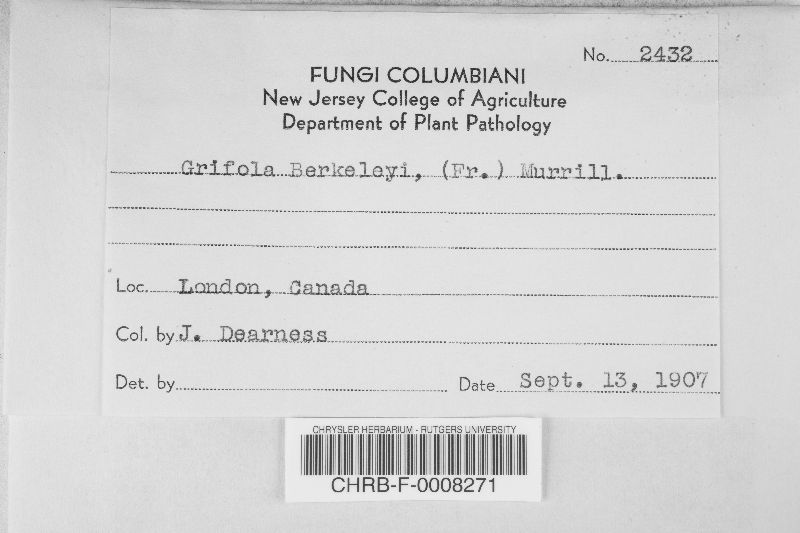 No. 2432
FUNGI COLUMBIANI
New Jersey College of Agriculture
Department of Plant Pathology
Grifola Berkeleyi, (Fr.) Murrill.
Loc. London, Canada
Col. by J. Dearness
Det. by Date Sept. 13, 1907
CHRYSLER HERBARIUM - RUTGERS UNIVERSITY
CHRB-F-0008271